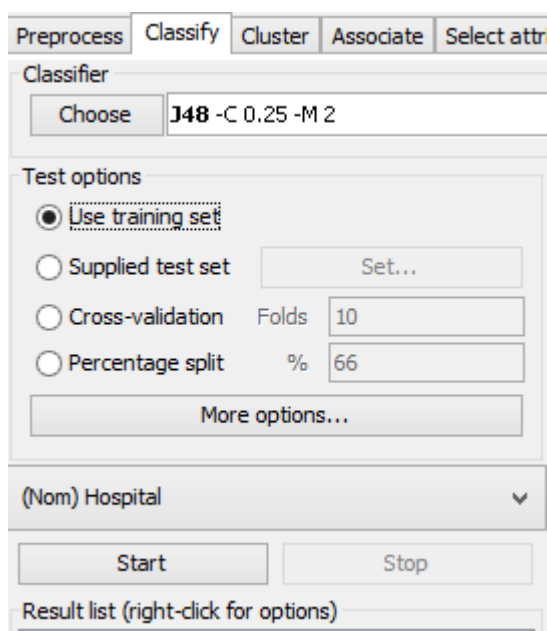 Preprocess Classify Cluster Associate Select attri
Classifier
Choose J48 -C 0.25 -M 2
Test options
Use training set
Supplied test set Set...
Cross-validation Folds 10
Percentage split % 66
More options...
(Nom) Hospital
Start Stop
Result list (right-click for options)